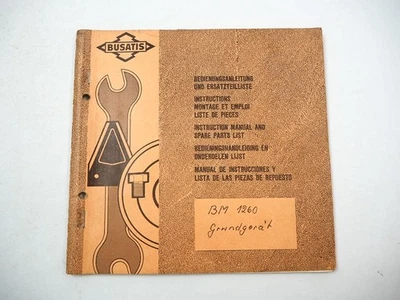 BUSATIS
BEDIENUNGSANLEITUNG
UND ERSATZTEILLISTE
INSTRUCTIONS
MONTAGE ET EMPLOI
LISTE DE PIECES
INSTRUCTION MANUAL AND
SPARE PARTS LIST
BEDIENINGSHANDLEIDING EN
ONDERDELEN LIJST
MANUAL DE INSTRUCCIONES Y
LISTA DE LAS PIEZAS DE REPUESTO
BM 1260
Grundgerät